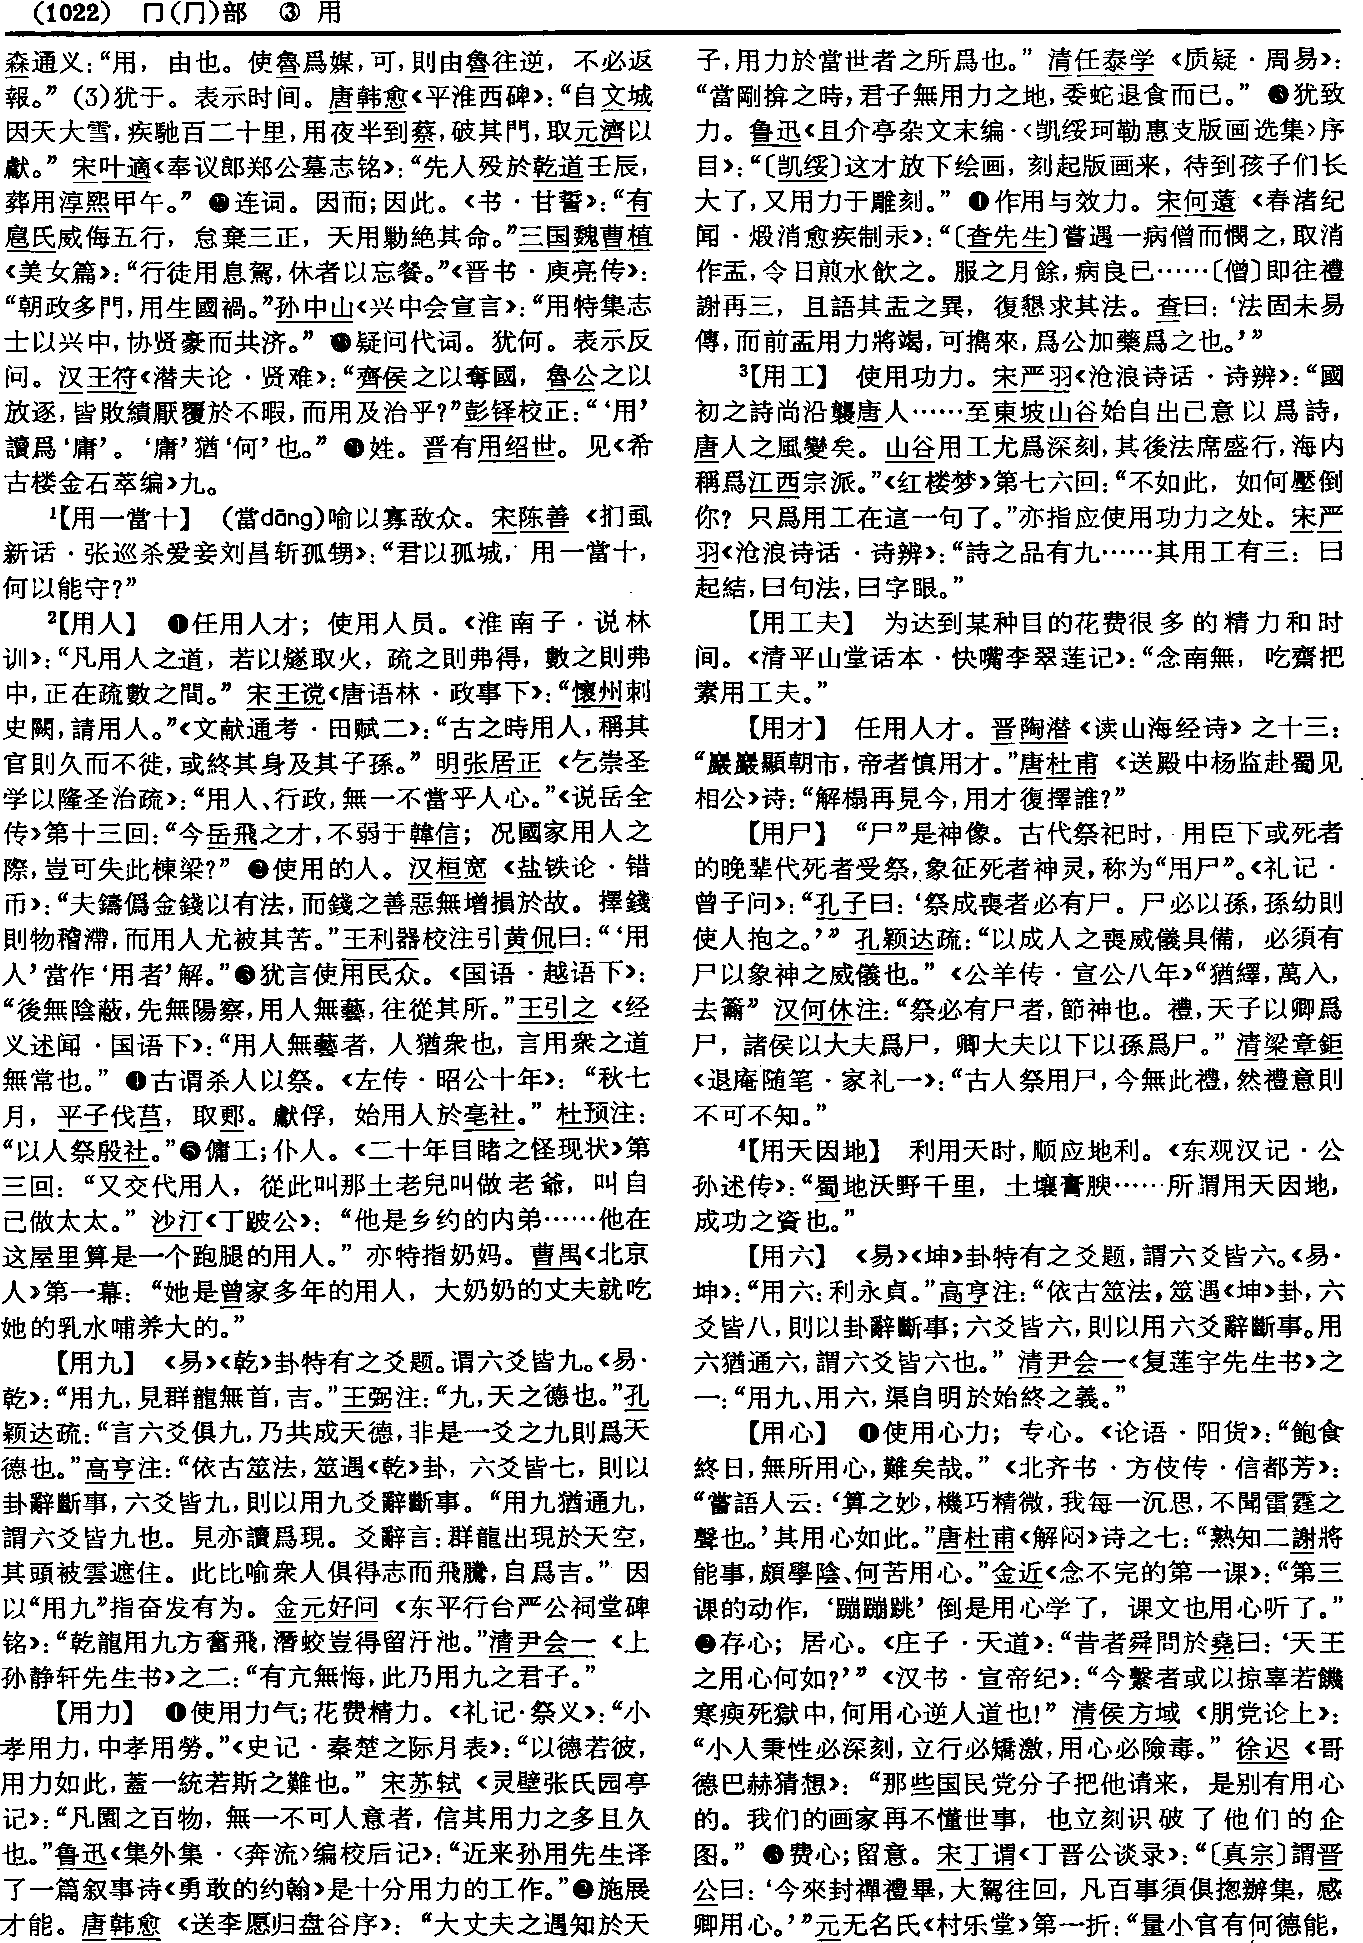 (1022) 冂(⺆)部 ③ 用
森通义：“用，由也。使魯爲媒，可，則由魯往逆，不必返
報。”(3)犹于。表示时间。唐韩愈《平淮西碑》：“自文城
因天大雪，疾馳百二十里，用夜半到蔡，破其門，取元濟以
獻。”宋叶適《奉议郎郑公墓志铭》：“先人殁於乾道壬辰，
葬用淳熙甲午。”⓮连词。因而；因此。《书·甘誓》：“有
扈氏威侮五行，怠棄三正，天用勦絶其命。”三国魏曹植
《美女篇》：“行徒用息駕，休者以忘餐。”《晋书·庾亮传》：
“朝政多門，用生國禍。”孙中山《兴中会宣言》：“用特集志
士以兴中，协贤豪而共济。”⓯疑问代词。犹何。表示反
问。汉王符《潜夫论·贤难》：“齊侯之以奪國，魯公之以
放逐，皆敗績厭覆於不暇，而用及治乎？”彭铎校正：“‘用’
讀爲‘庸’。‘庸’猶‘何’也。”⓰姓。晋有用绍世。见《希
古楼金石萃编》九。
¹【用一當十】 (當dāng)喻以寡敌众。宋陈善《扪虱
新话·张巡杀爱妾刘昌斩孤甥》：“君以孤城，用一當十，
何以能守？”
²【用人】 ❶任用人才；使用人员。《淮南子·说林
训》：“凡用人之道，若以燧取火，疏之則弗得，數之則弗
中，正在疏數之間。”宋王谠《唐语林·政事下》：“懷州刺
史闕，請用人。”《文献通考·田赋二》：“古之時用人，稱其
官則久而不徙，或終其身及其子孫。”明张居正《乞崇圣
学以隆圣治疏》：“用人、行政，無一不當乎人心。”《说岳全
传》第十三回：“今岳飛之才，不弱于韓信；况國家用人之
際，豈可失此棟梁？”❷使用的人。汉桓宽《盐铁论·错
币》：“夫鑄僞金錢以有法，而錢之善惡無增損於故。擇錢
則物稽滯，而用人尤被其苦。”王利器校注引黄侃曰：“‘用
人’當作‘用者’解。”❸犹言使用民众。《国语·越语下》：
“後無陰蔽，先無陽察，用人無藝，往從其所。”王引之《经
义述闻·国语下》：“用人無藝者，人猶衆也，言用衆之道
無常也。”❹古谓杀人以祭。《左传·昭公十年》：“秋七
月，平子伐莒，取郠。獻俘，始用人於亳社。”杜预注：
“以人祭殷社。”❺傭工；仆人。《二十年目睹之怪现状》第
三回：“又交代用人，從此叫那土老兒叫做老爺，叫自
己做太太。”沙汀《丁跛公》：“他是乡约的内弟……他在
这屋里算是一个跑腿的用人。”亦特指奶妈。曹禺《北京
人》第一幕：“她是曾家多年的用人，大奶奶的丈夫就吃
她的乳水哺养大的。”
【用九】 《易》《乾》卦特有之爻题。谓六爻皆九。《易·
乾》：“用九，見群龍無首，吉。”王弼注：“九，天之德也。”孔
颖达疏：“言六爻俱九，乃共成天德，非是一爻之九則爲天
德也。”高亨注：“依古筮法，筮遇《乾》卦，六爻皆七，則以
卦辭斷事，六爻皆九，則以用九爻辭斷事。“用九猶通九，
謂六爻皆九也。見亦讀爲現。爻辭言：群龍出現於天空，
其頭被雲遮住。此比喻衆人俱得志而飛騰，自爲吉。”因
以“用九”指奋发有为。金元好问《东平行台严公祠堂碑
铭》：“乾龍用九方奮飛，潛蛟豈得留汙池。”清尹会一《上
孙静轩先生书》之二：“有亢無悔，此乃用九之君子。”
【用力】 ❶使用力气；花费精力。《礼记·祭义》：“小
孝用力，中孝用勞。”《史记·秦楚之际月表》：“以德若彼，
用力如此，蓋一統若斯之難也。”宋苏轼《灵壁张氏园亭
记》：“凡園之百物，無一不可人意者，信其用力之多且久
也。”鲁迅《集外集·〈奔流〉编校后记》：“近来孙用先生译
了一篇叙事诗《勇敢的约翰》是十分用力的工作。”❷施展
才能。唐韩愈《送李愿归盘谷序》：“大丈夫之遇知於天
子，用力於當世者之所爲也。”清任泰学《质疑·周易》：
“當剛揜之時，君子無用力之地，委蛇退食而已。”❸犹致
力。鲁迅《且介亭杂文末编·〈凯绥珂勒惠支版画选集〉序
目》：“〔凯绥〕这才放下绘画，刻起版画来，待到孩子们长
大了，又用力于雕刻。”❹作用与效力。宋何薳《春渚纪
闻·煅消愈疾制汞》：“〔查先生〕嘗遇一病僧而憫之，取消
作盂，令日煎水飲之。服之月餘，病良已……〔僧〕即往禮
謝再三，且語其盂之異，復懇求其法。查曰：‘法固未易
傳，而前盂用力將竭，可擕來，爲公加藥爲之也。’”
³【用工】 使用功力。宋严羽《沧浪诗话·诗辨》：“國
初之詩尚沿襲唐人……至東坡山谷始自出己意以爲詩，
唐人之風變矣。山谷用工尤爲深刻，其後法席盛行，海内
稱爲江西宗派。”《红楼梦》第七六回：“不如此，如何壓倒
你？只爲用工在這一句了。”亦指应使用功力之处。宋严
羽《沧浪诗话·诗辨》：“詩之品有九……其用工有三：曰
起結，曰句法，曰字眼。”
【用工夫】 为达到某种目的花费很多的精力和时
间。《清平山堂话本·快嘴李翠莲记》：“念南無，吃齋把
素用工夫。”
【用才】 任用人才。晋陶潜《读山海经诗》之十三：
“巖巖顯朝市，帝者慎用才。”唐杜甫《送殿中杨监赴蜀见
相公》诗：“解榻再見今，用才復擇誰？”
【用尸】 “尸”是神像。古代祭祀时，用臣下或死者
的晚辈代死者受祭，象征死者神灵，称为“用尸”。《礼记·
曾子问》：“孔子曰：‘祭成喪者必有尸。尸必以孫，孫幼則
使人抱之。’”孔颖达疏：“以成人之喪威儀具備，必須有
尸以象神之威儀也。”《公羊传·宣公八年》“猶繹，萬入，
去籥”汉何休注：“祭必有尸者，節神也。禮，天子以卿爲
尸，諸侯以大夫爲尸，卿大夫以下以孫爲尸。”清梁章鉅
《退庵随笔·家礼一》：“古人祭用尸，今無此禮，然禮意則
不可不知。”
⁴【用天因地】 利用天时，顺应地利。《东观汉记·公
孙述传》：“蜀地沃野千里，土壤膏腴……所謂用天因地，
成功之資也。”
【用六】 《易》《坤》卦特有之爻题，謂六爻皆六。《易·
坤》：“用六：利永貞。”高亨注：“依古筮法，筮遇《坤》卦，六
爻皆八，則以卦辭斷事；六爻皆六，則以用六爻辭斷事。用
六猶通六，謂六爻皆六也。”清尹会一《复莲宇先生书》之
一：“用九、用六，渠自明於始終之義。”
【用心】 ❶使用心力；专心。《论语·阳货》：“飽食
終日，無所用心，難矣哉。”《北齐书·方伎传·信都芳》：
“嘗語人云：‘算之妙，機巧精微，我每一沉思，不聞雷霆之
聲也。’其用心如此。”唐杜甫《解闷》诗之七：“熟知二謝將
能事，頗學陰、何苦用心。”金近《念不完的第一课》：“第三
课的动作，‘蹦蹦跳’倒是用心学了，课文也用心听了。”
❷存心；居心。《庄子·天道》：“昔者舜問於堯曰：‘天王
之用心何如？’”《汉书·宣帝纪》：“今繫者或以掠辜若饑
寒瘐死獄中，何用心逆人道也！”清侯方域《朋党论上》：
“小人秉性必深刻，立行必矯激，用心必險毒。”徐迟《哥
德巴赫猜想》：“那些国民党分子把他请来，是别有用心
的。我们的画家再不懂世事，也立刻识破了他们的企
图。”❸费心；留意。宋丁谓《丁晋公谈录》：“〔真宗〕謂晋
公曰：‘今來封禪禮畢，大駕往回，凡百事須俱揔辦集，感
卿用心。’”元无名氏《村乐堂》第一折：“量小官有何德能，